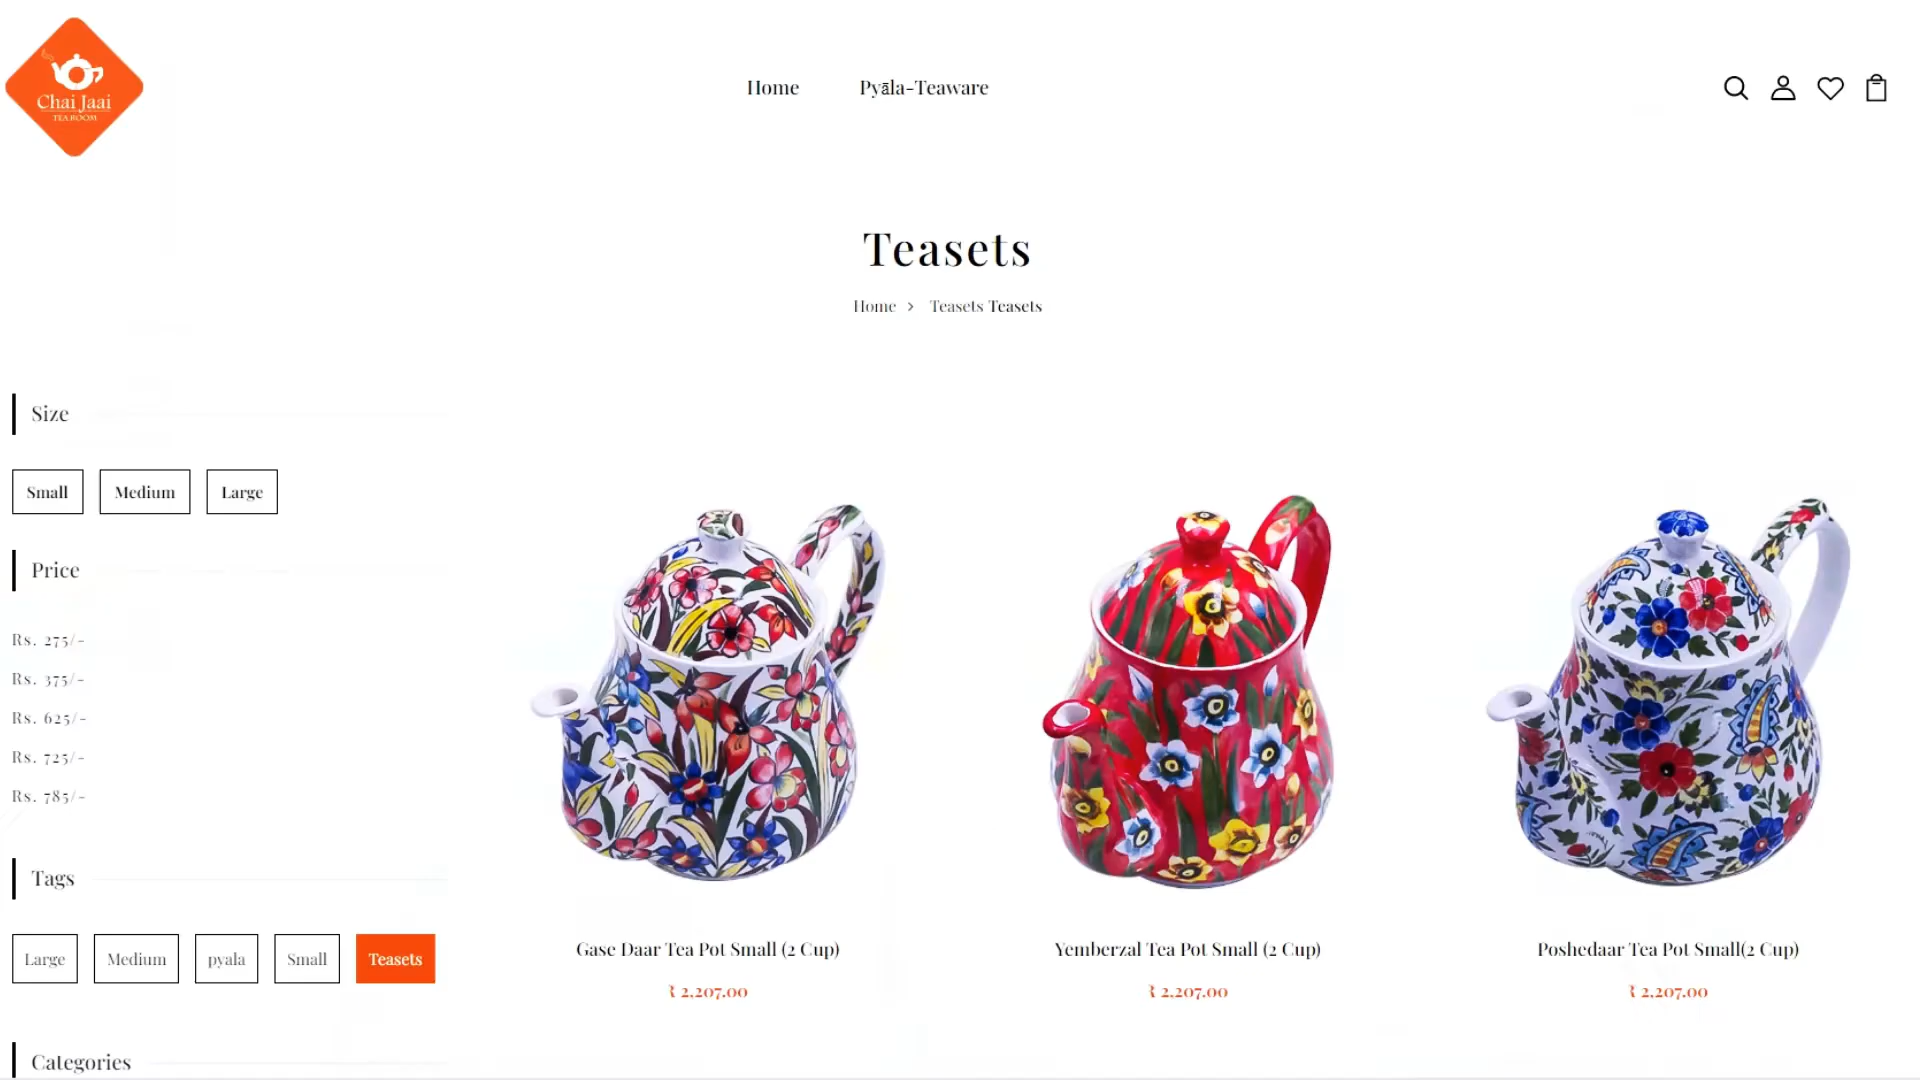 Chai Jaai
TEA ROOM
Home
Pyāla-Teaware
Teasets
Home > Teasets Teasets
Size
Small
Medium
Large
Price
Rs. 275/-
Rs. 375/-
Rs. 625/-
Rs. 725/-
Rs. 785/-
Tags
Large
Medium
pyala
Small
Teasets
Categories
Gase Daar Tea Pot Small (2 Cup)
₹ 2,207.00
Yemberzal Tea Pot Small (2 Cup)
₹ 2,207.00
Poshedaar Tea Pot Small(2 Cup)
₹ 2,207.00